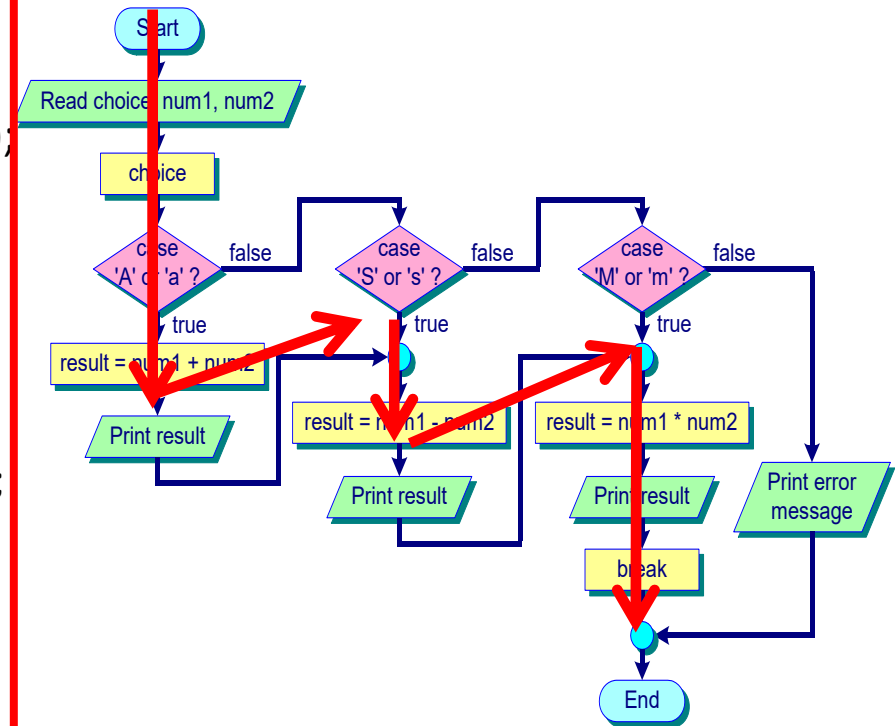 Start
Read choice, num1, num2
);
choice
case
'A' or 'a' ?
false
case
'S' or 's' ?
false
case
'M' or 'm' ?
false
true
true
true
result = num1 + num2
result = num1 - num2
result = num1 * num2
Print result
Print result
Print result
Print error
message
break
End